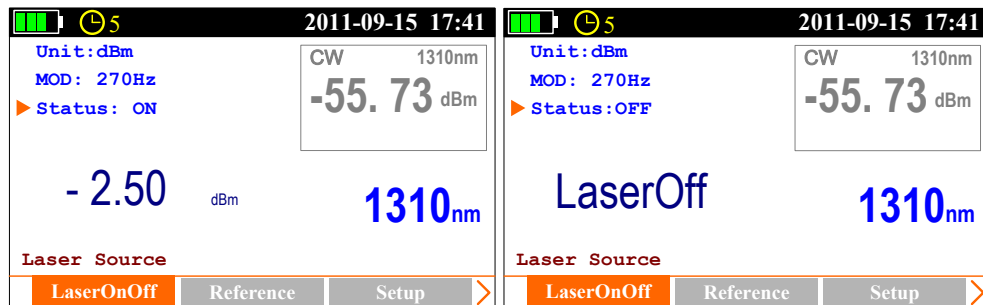 5 2011-09-15 17:41
Unit:dBm
MOD: 270Hz
Status: ON
CW 1310nm
-55. 73 dBm
- 2.50 dBm
1310nm
Laser Source
LaserOnOff Reference Setup
5 2011-09-15 17:41
Unit:dBm
MOD: 270Hz
Status:OFF
CW 1310nm
-55. 73 dBm
LaserOff
1310nm
Laser Source
LaserOnOff Reference Setup